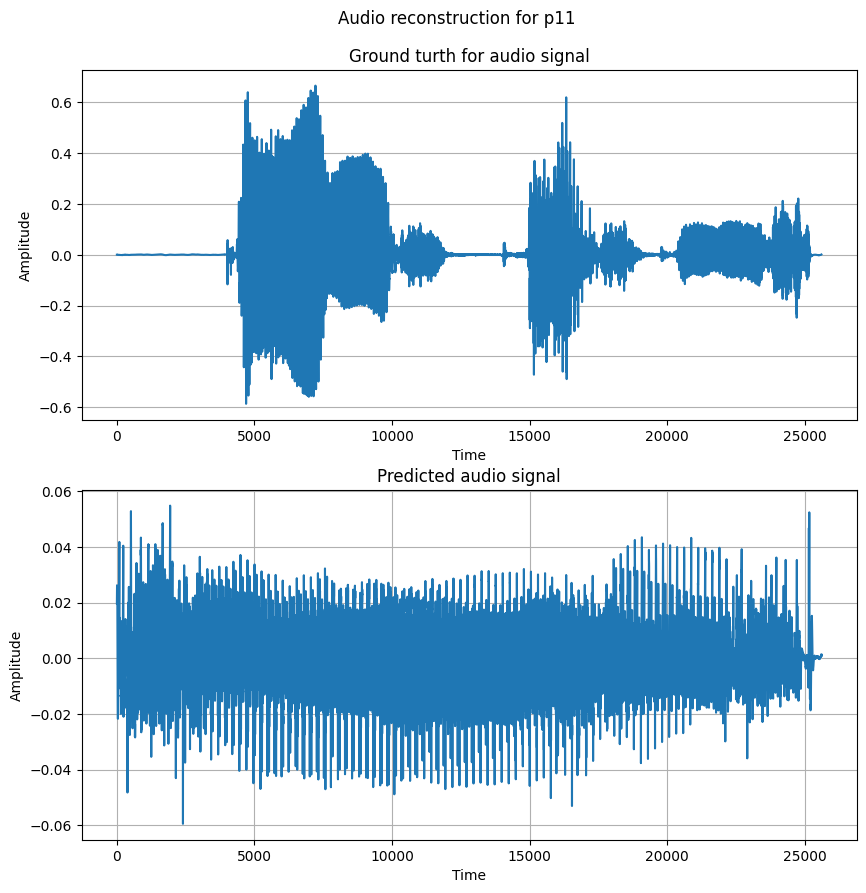 Audio reconstruction for p11
Ground turth for audio signal
0.6
0.4
0.2
0.0
−0.2
−0.4
−0.6
Amplitude
0 5000 10000 15000 20000 25000
Time
Predicted audio signal
0.06
0.04
0.02
0.00
−0.02
−0.04
−0.06
Amplitude
0 5000 10000 15000 20000 25000
Time